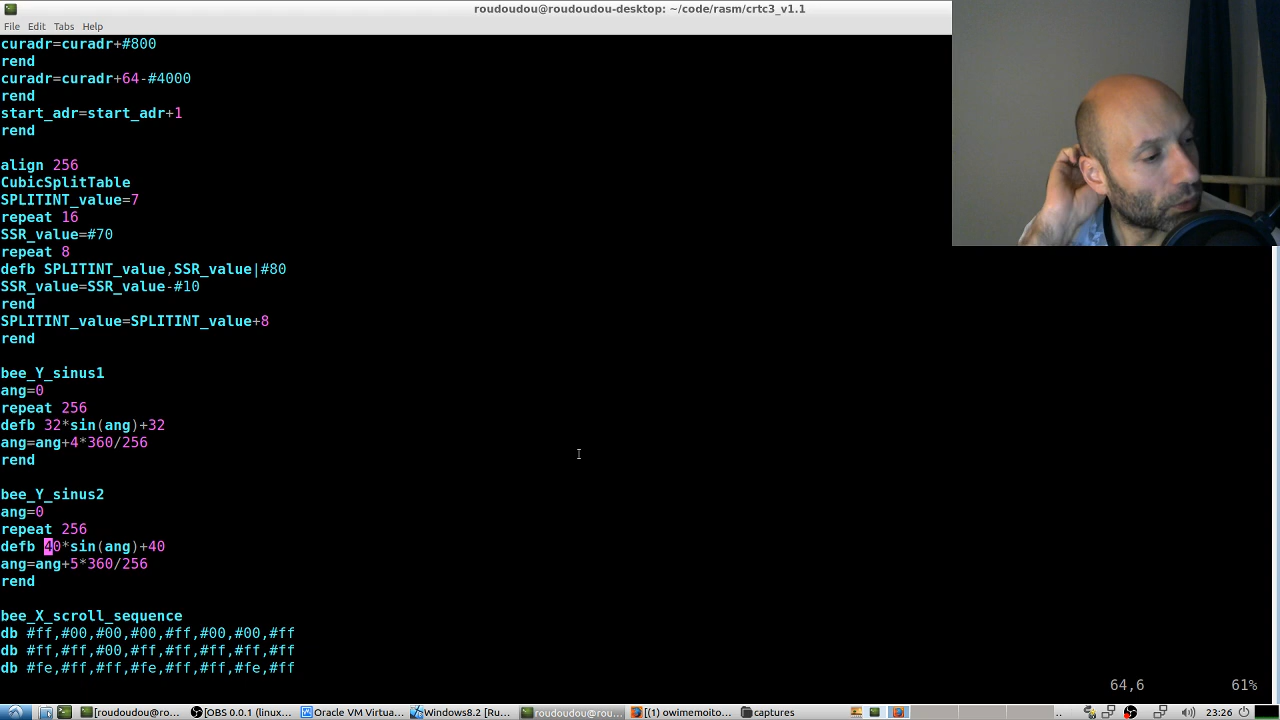 roudoudou@roudoudou-desktop: ~/code/rasm/crtc3_v1.1
File Edit Tabs Help
curadr=curadr+#800
rend
curadr=curadr+64-#4000
rend
start_adr=start_adr+1
rend
align 256
CubicSplitTable
SPLITINT_value=7
repeat 16
SSR_value=#70
repeat 8
defb SPLITINT_value,SSR_value|#80
SSR_value=SSR_value-#10
rend
SPLITINT_value=SPLITINT_value+8
rend
bee_Y_sinus1
ang=0
repeat 256
defb 32*sin(ang)+32
ang=ang+4*360/256
rend
bee_Y_sinus2
ang=0
repeat 256
defb 40*sin(ang)+40
ang=ang+5*360/256
rend
bee_X_scroll_sequence
db #ff,#00,#00,#00,#ff,#00,#00,#ff
db #ff,#ff,#00,#ff,#ff,#ff,#ff,#ff
db #fe,#ff,#ff,#fe,#ff,#ff,#fe,#ff
64,6 61%
[roudoudou@ro... [OBS 0.0.1 (linux... Oracle VM Virtua... Windows8.2 [Ru... roudoudou@rou... [(1) owimemoito... captures .. 23:26